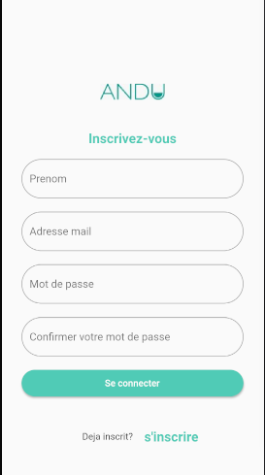 ANDU
Inscrivez-vous
Prenom
Adresse mail
Mot de passe
Confirmer votre mot de passe
Se connecter
Deja inscrit? s'inscrire